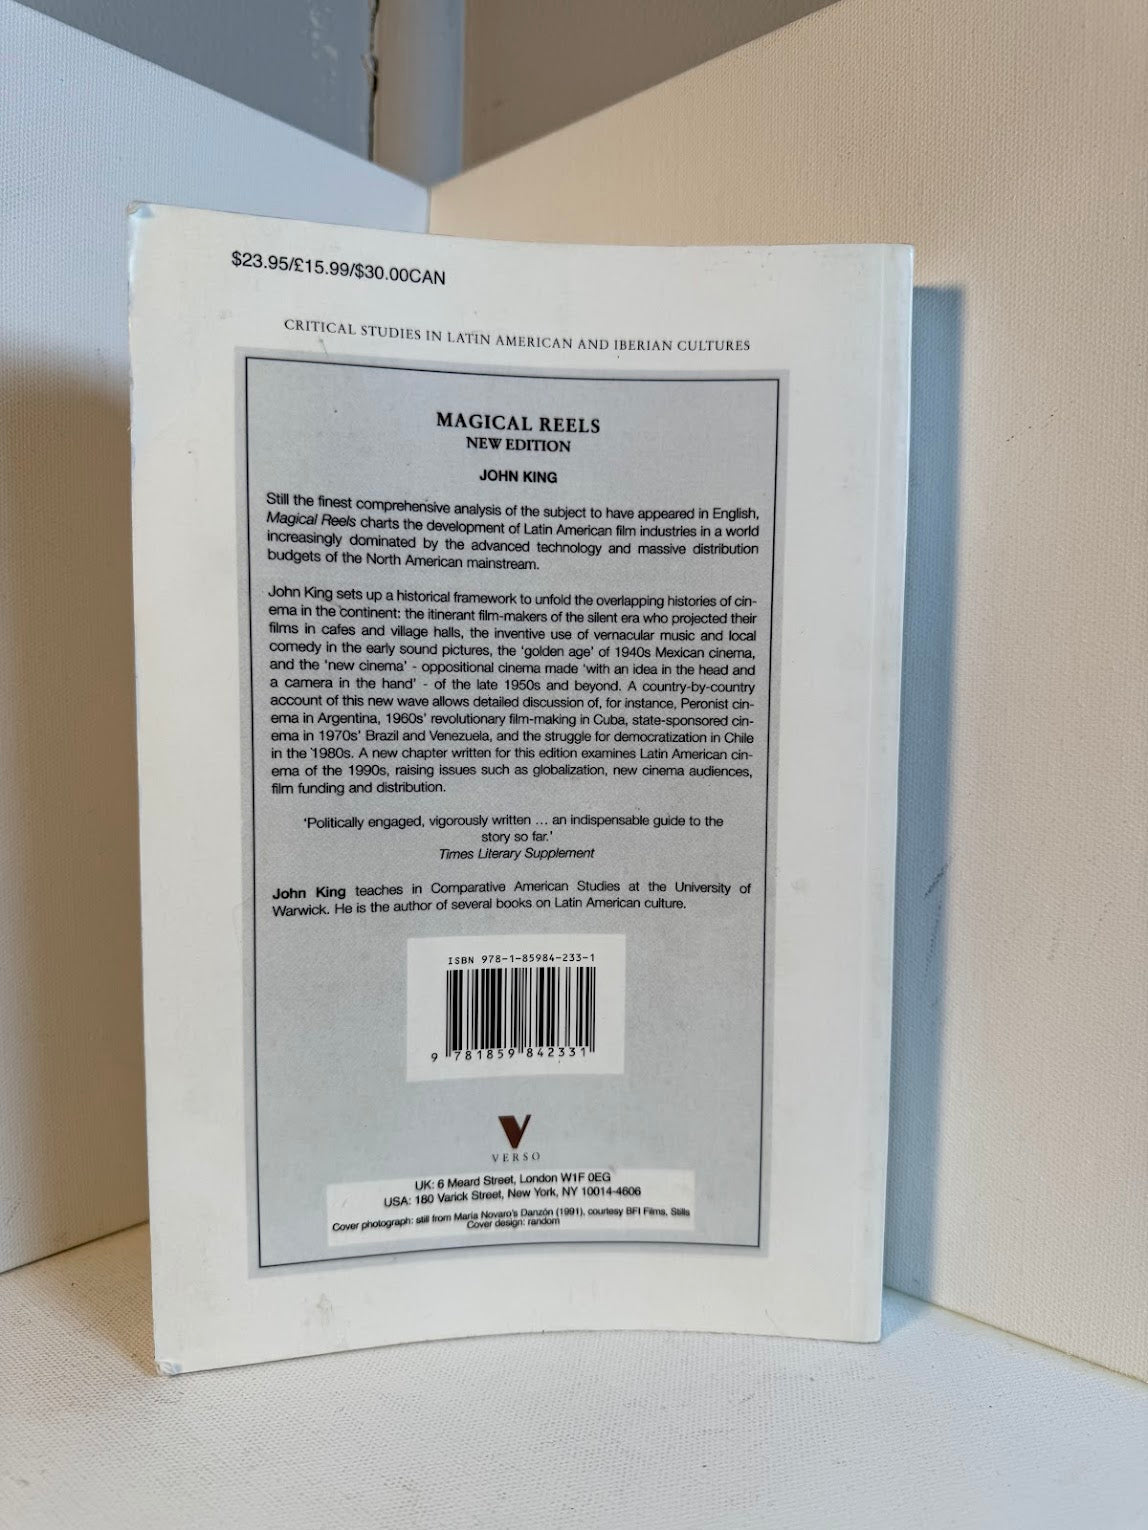 $23.95/£15.99/$30.00CAN
CRITICAL STUDIES IN LATIN AMERICAN AND IBERIAN CULTURES
MAGICAL REELS
NEW EDITION
JOHN KING
Still the finest comprehensive analysis of the subject to have appeared in English,
Magical Reels charts the development of Latin American film industries in a world
increasingly dominated by the advanced technology and massive distribution
budgets of the North American mainstream.
John King sets up a historical framework to unfold the overlapping histories of cin-
ema in the continent: the itinerant film-makers of the silent era who projected their
films in cafes and village halls, the inventive use of vernacular music and local
comedy in the early sound pictures, the 'golden age' of 1940s Mexican cinema,
and the 'new cinema' - oppositional cinema made 'with an idea in the head and
a camera in the hand' - of the late 1950s and beyond. A country-by-country
account of this new wave allows detailed discussion of, for instance, Peronist cin-
ema in Argentina, 1960s' revolutionary film-making in Cuba, state-sponsored cin-
ema in 1970s' Brazil and Venezuela, and the struggle for democratization in Chile
in the '1980s. A new chapter written for this edition examines Latin American cin-
ema of the 1990s, raising issues such as globalization, new cinema audiences,
film funding and distribution.
'Politically engaged, vigorously written ... an indispensable guide to the
story so far.'
Times Literary Supplement
John King teaches in Comparative American Studies at the University of
Warwick. He is the author of several books on Latin American culture.
ISBN 978-1-85984-233-1
9 781859 842331
VERSO
UK: 6 Meard Street, London W1F 0EG
USA: 180 Varick Street, New York, NY 10014-4606
Cover photograph: still from Maria Novaro's Danzón (1991), courtesy BFI Films, Stills
Cover design: random